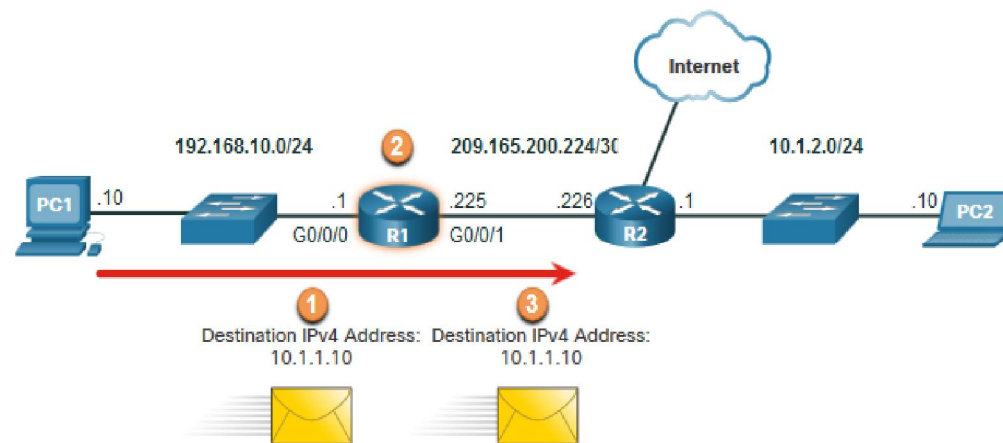 Internet
192.168.10.0/24
2
209.165.200.224/30
10.1.2.0/24
PC1
.10
.1
R1
.225
.226
R2
.1
.10
PC2
G0/0/0
G0/0/1
1
3
Destination IPv4 Address:
10.1.1.10
Destination IPv4 Address:
10.1.1.10